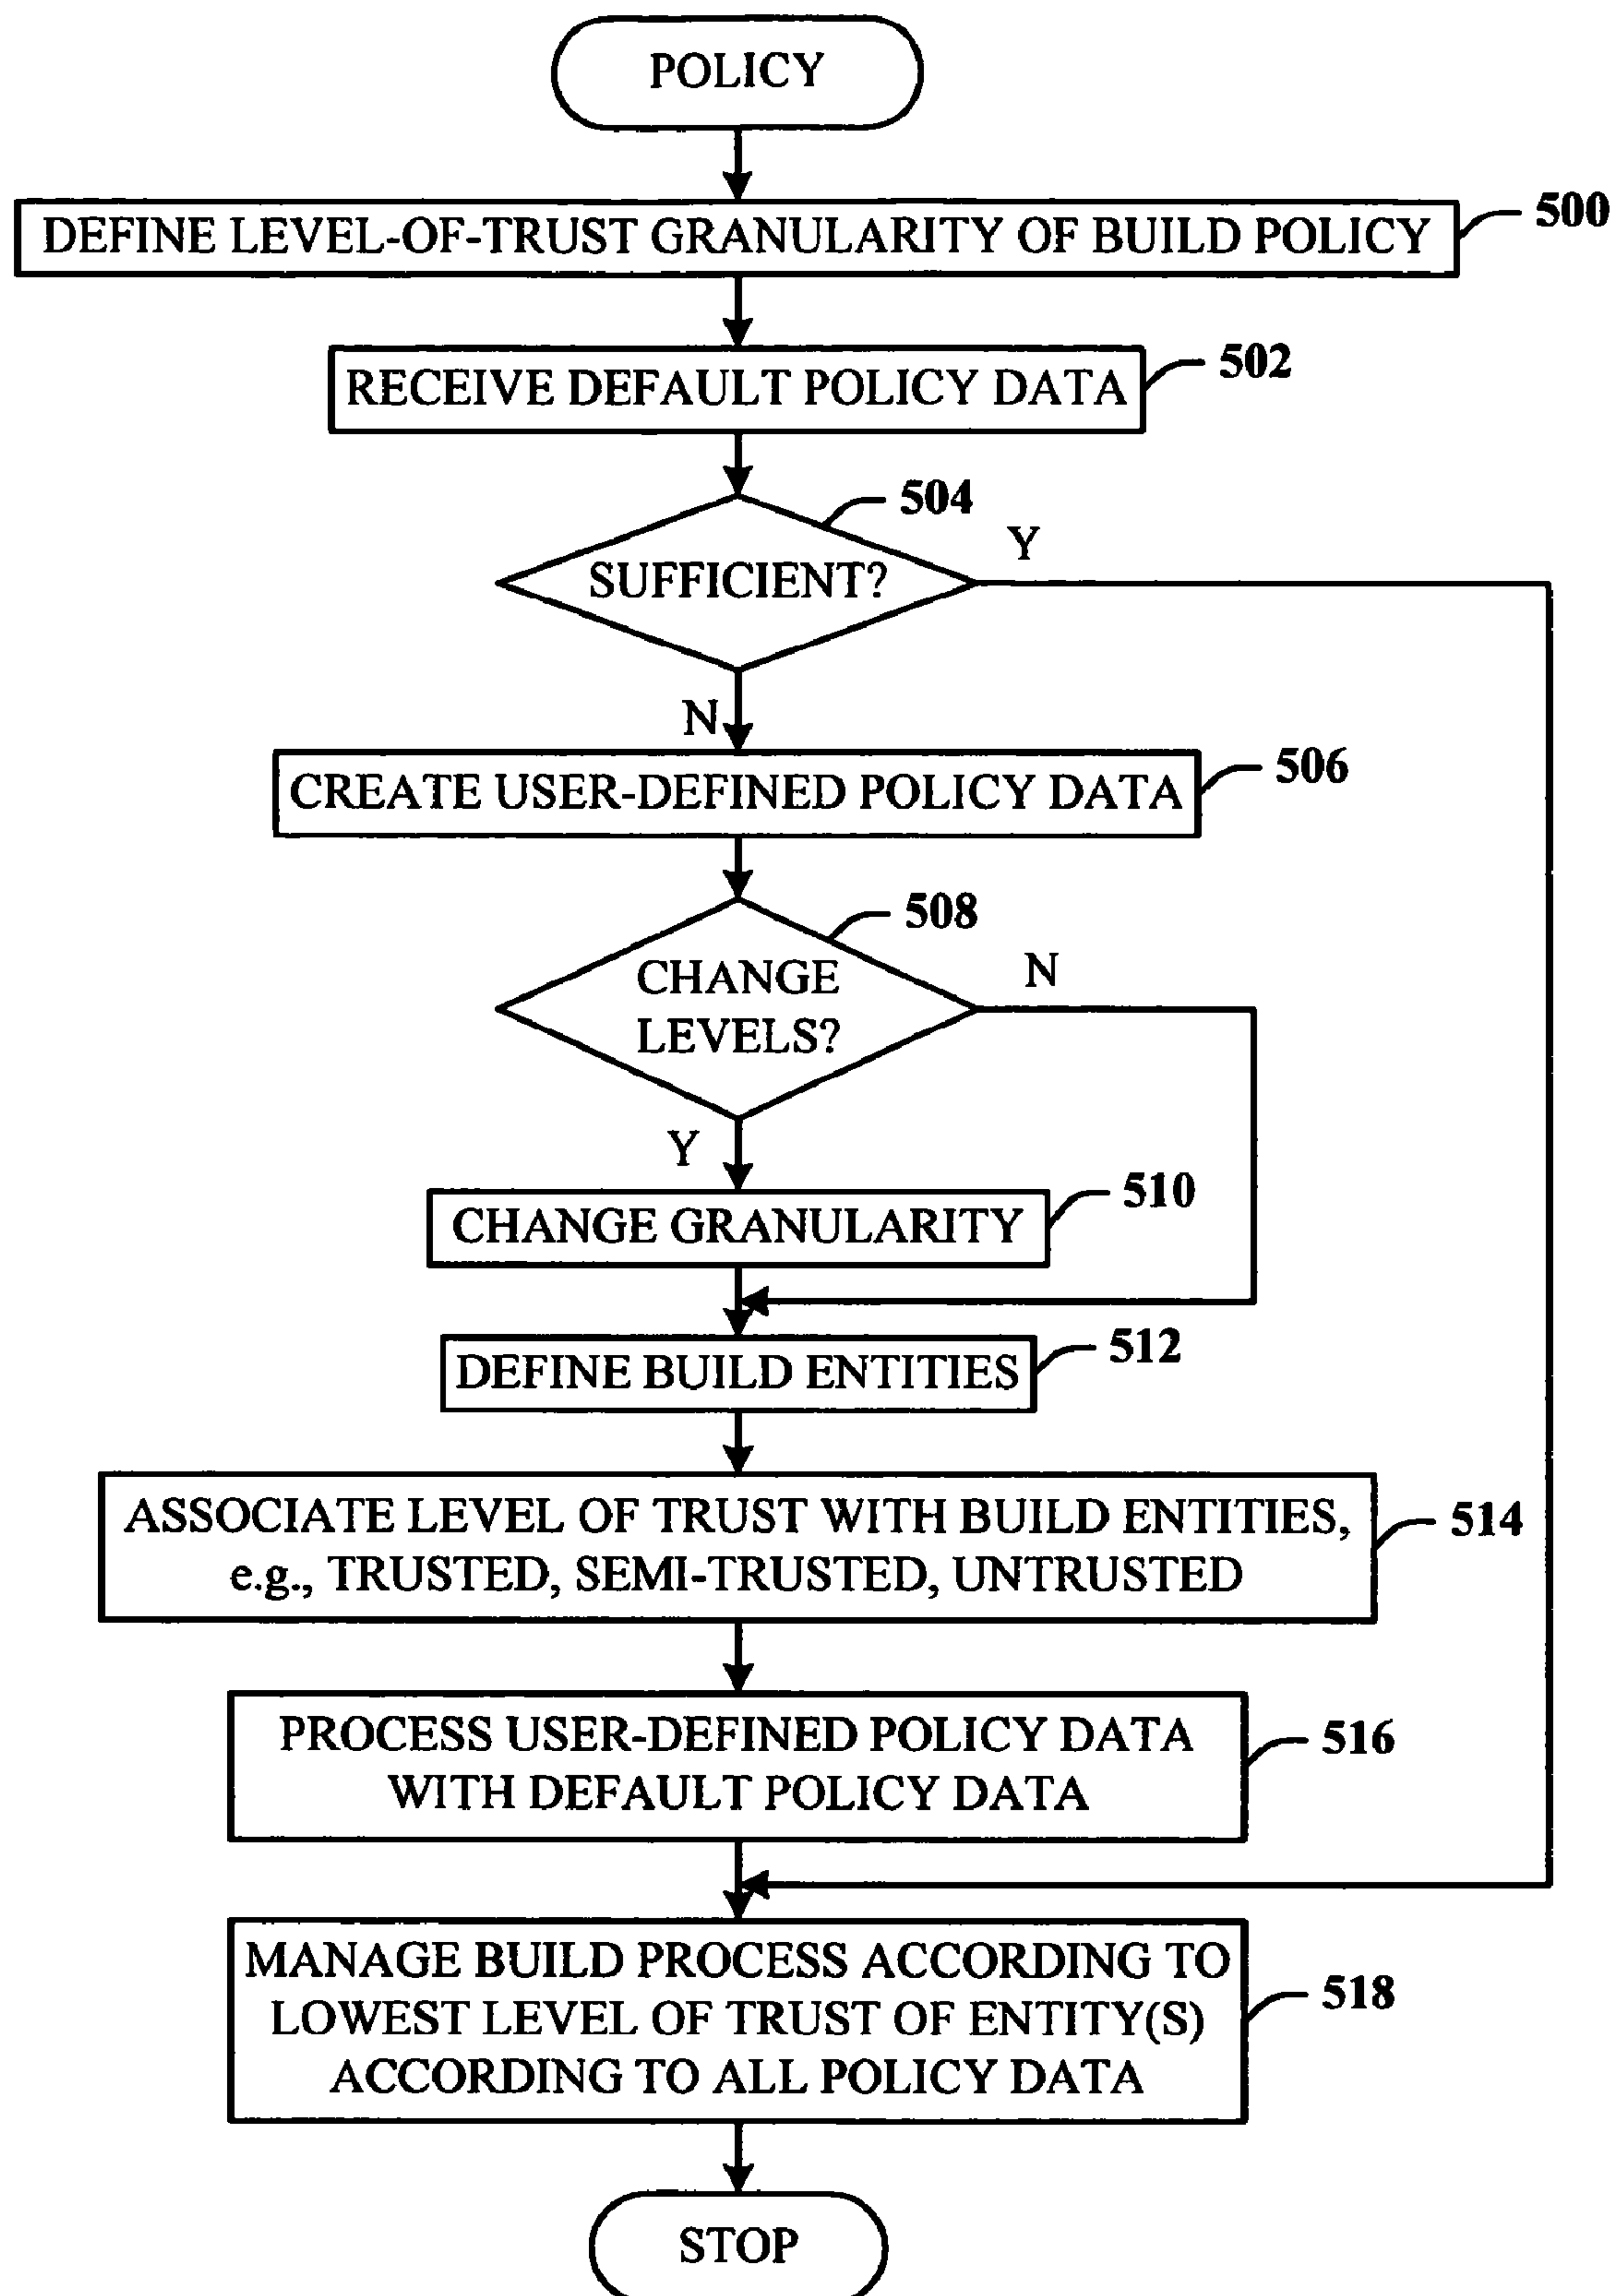 POLICY
DEFINE LEVEL-OF-TRUST GRANULARITY OF BUILD POLICY
500
RECEIVE DEFAULT POLICY DATA
502
504
SUFFICIENT?
Y
N
CREATE USER-DEFINED POLICY DATA
506
508
CHANGE
LEVELS?
N
Y
CHANGE GRANULARITY
510
DEFINE BUILD ENTITIES
512
ASSOCIATE LEVEL OF TRUST WITH BUILD ENTITIES,
e.g., TRUSTED, SEMI-TRUSTED, UNTRUSTED
514
PROCESS USER-DEFINED POLICY DATA
WITH DEFAULT POLICY DATA
516
MANAGE BUILD PROCESS ACCORDING TO
LOWEST LEVEL OF TRUST OF ENTITY(S)
ACCORDING TO ALL POLICY DATA
518
STOP